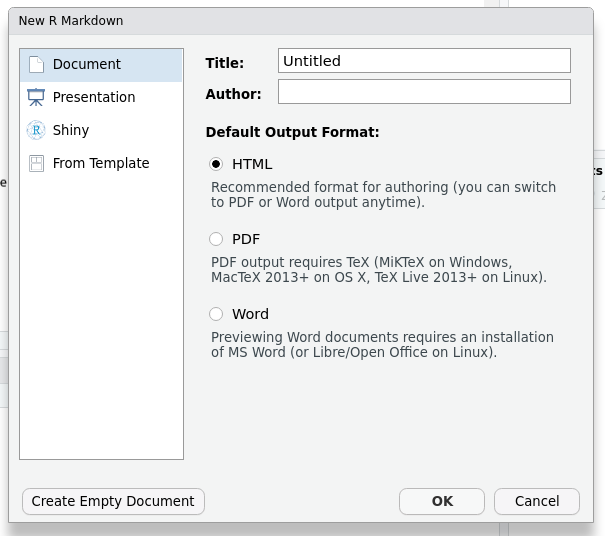 New R Markdown
Document
Presentation
Shiny
From Template
Title: Untitled
Author:
Default Output Format:
HTML
Recommended format for authoring (you can switch
to PDF or Word output anytime).
PDF
PDF output requires TeX (MiKTeX on Windows,
MacTeX 2013+ on OS X, TeX Live 2013+ on Linux).
Word
Previewing Word documents requires an installation
of MS Word (or Libre/Open Office on Linux).
Create Empty Document
OK
Cancel